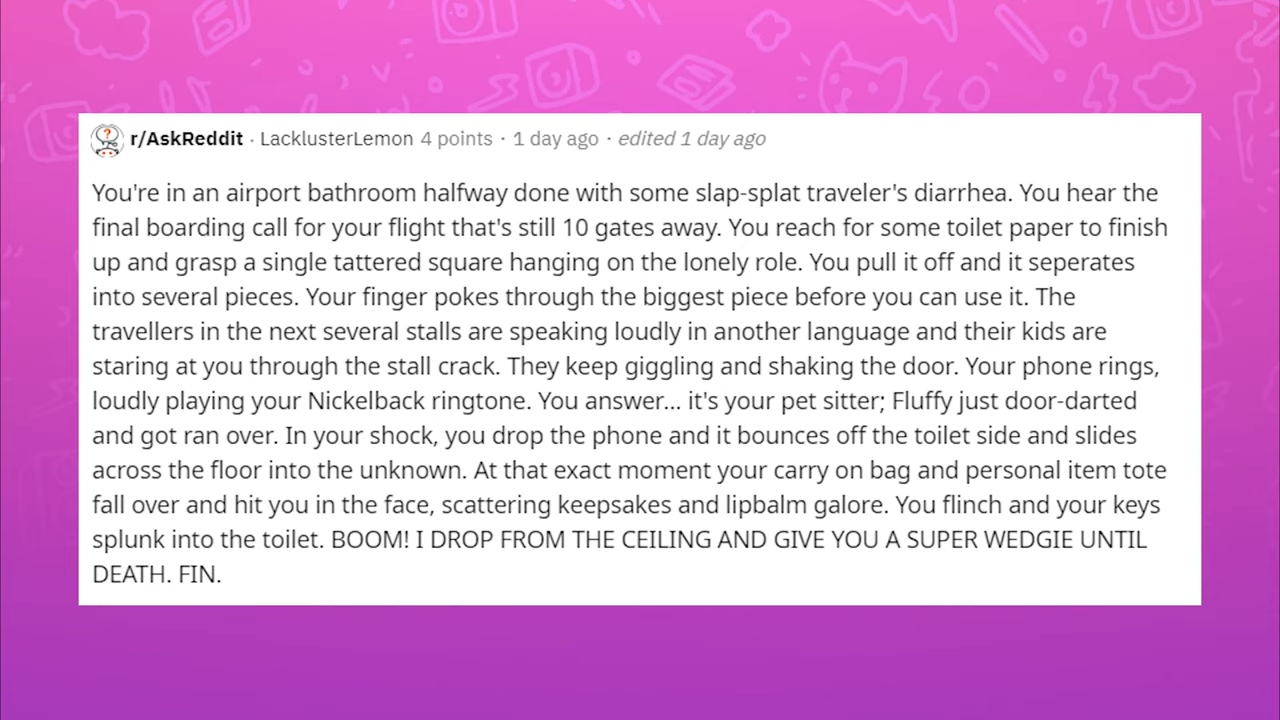 r/AskReddit · LacklusterLemon 4 points · 1 day ago · edited 1 day ago
You're in an airport bathroom halfway done with some slap-splat traveler's diarrhea. You hear the
final boarding call for your flight that's still 10 gates away. You reach for some toilet paper to finish
up and grasp a single tattered square hanging on the lonely role. You pull it off and it seperates
into several pieces. Your finger pokes through the biggest piece before you can use it. The
travellers in the next several stalls are speaking loudly in another language and their kids are
staring at you through the stall crack. They keep giggling and shaking the door. Your phone rings,
loudly playing your Nickelback ringtone. You answer... it's your pet sitter; Fluffy just door-darted
and got ran over. In your shock, you drop the phone and it bounces off the toilet side and slides
across the floor into the unknown. At that exact moment your carry on bag and personal item tote
fall over and hit you in the face, scattering keepsakes and lipbalm galore. You flinch and your keys
splunk into the toilet. BOOM! I DROP FROM THE CEILING AND GIVE YOU A SUPER WEDGIE UNTIL
DEATH. FIN.